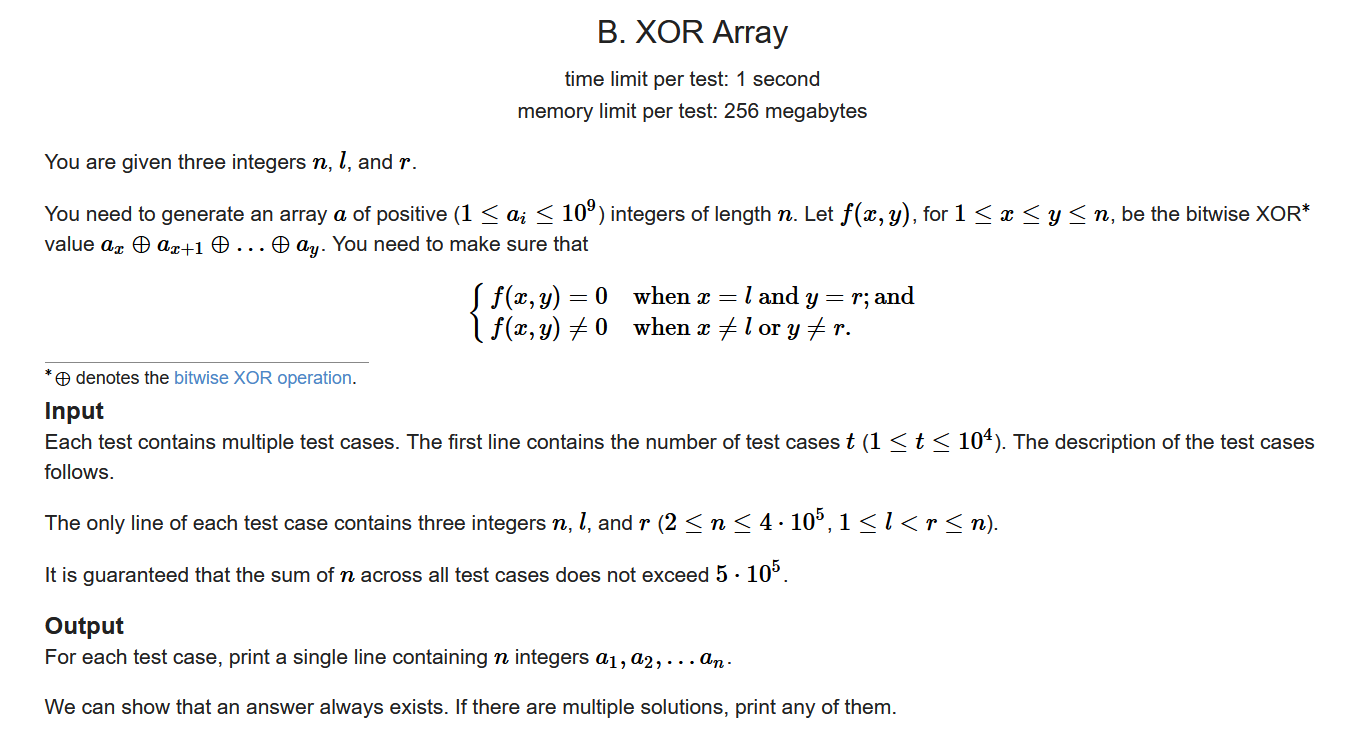 B. XOR Array
time limit per test: 1 second
memory limit per test: 256 megabytes
You are given three integers n, l, and r.
You need to generate an array a of positive (1 ≤ a_i ≤ 10^9) integers of length n. Let f(x, y), for 1 ≤ x ≤ y ≤ n, be the bitwise XOR*
value a_x ⊕ a_{x+1} ⊕ ... ⊕ a_y. You need to make sure that
{ f(x, y) = 0 when x = l and y = r; and
f(x, y) ≠ 0 when x ≠ l or y ≠ r.
* ⊕ denotes the bitwise XOR operation.
Input
Each test contains multiple test cases. The first line contains the number of test cases t (1 ≤ t ≤ 10^4). The description of the test cases
follows.
The only line of each test case contains three integers n, l, and r (2 ≤ n ≤ 4 · 10^5, 1 ≤ l < r ≤ n).
It is guaranteed that the sum of n across all test cases does not exceed 5 · 10^5.
Output
For each test case, print a single line containing n integers a_1, a_2, ... a_n.
We can show that an answer always exists. If there are multiple solutions, print any of them.